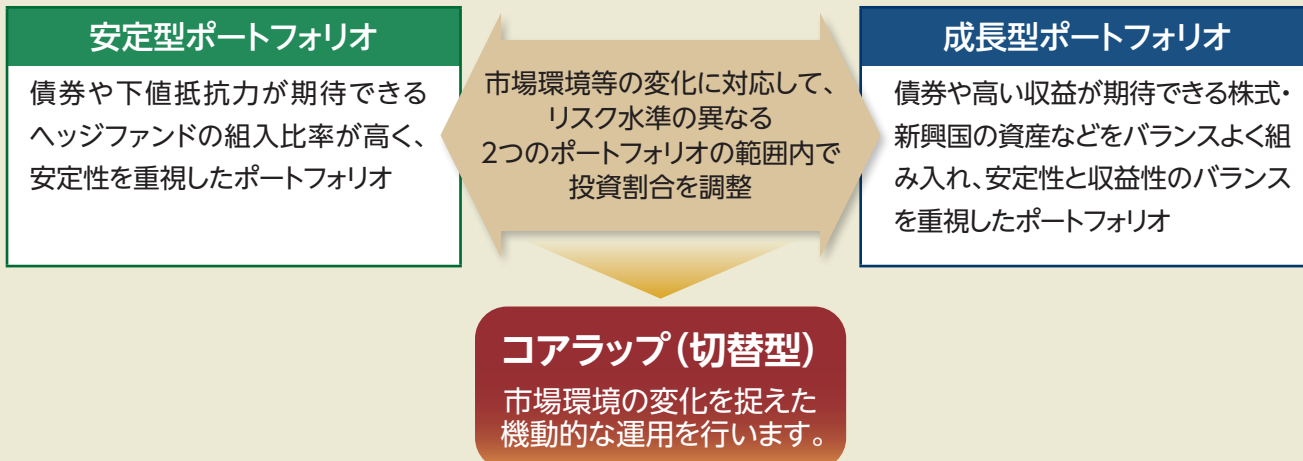 安定型ポートフォリオ
債券や下値抵抗力が期待できる
ヘッジファンドの組入比率が高く、
安定性を重視したポートフォリオ
市場環境等の変化に対応して、
リスク水準の異なる
2つのポートフォリオの範囲内で
投資割合を調整
成長型ポートフォリオ
債券や高い収益が期待できる株式・
新興国の資産などをバランスよく組
み入れ、安定性と収益性のバランス
を重視したポートフォリオ
コアラップ(切替型)
市場環境の変化を捉えた
機動的な運用を行います。